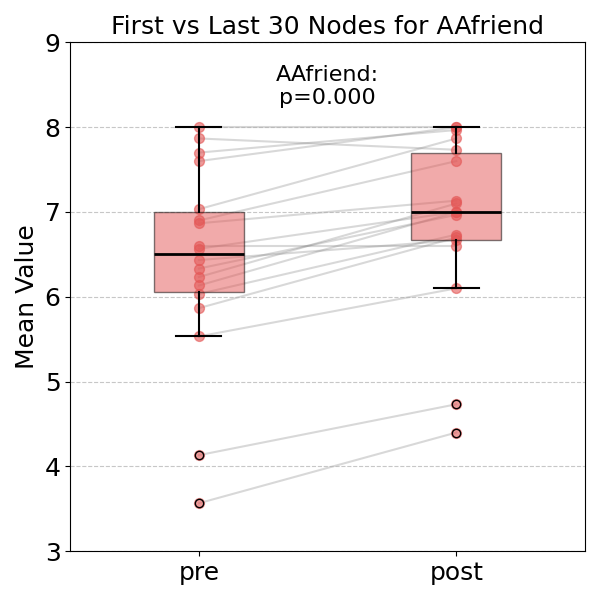 First vs Last 30 Nodes for AAfriend
AAfriend:
p=0.000
Mean Value
9
8
7
6
5
4
3
pre
post